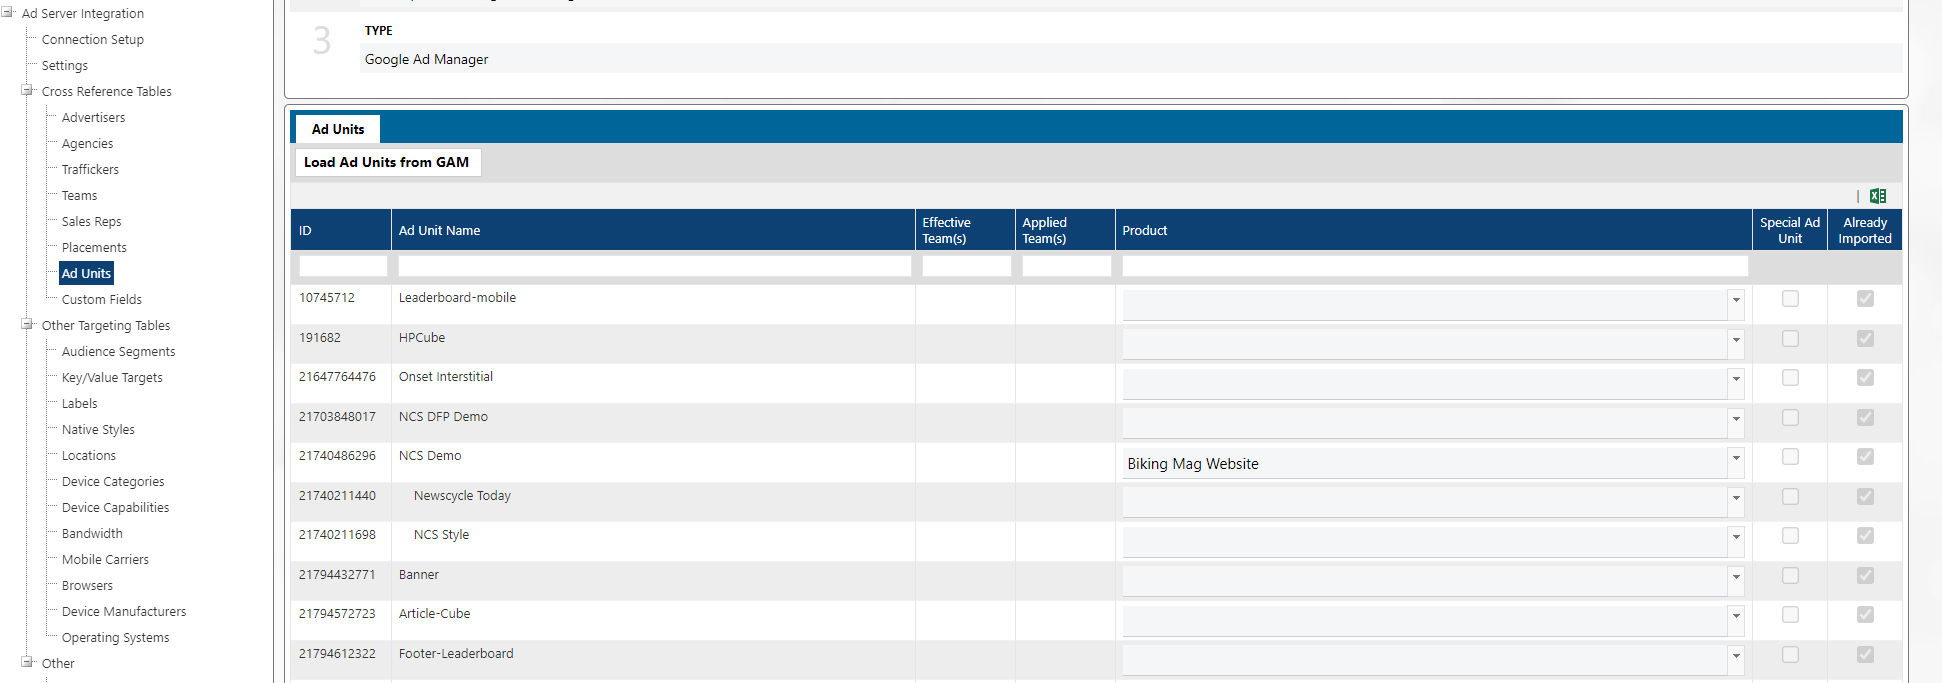 Ad Server Integration
Connection Setup
Settings
Cross Reference Tables
Advertisers
Agencies
Traffickers
Teams
Sales Reps
Placements
Ad Units
Custom Fields
Other Targeting Tables
Audience Segments
Key/Value Targets
Labels
Native Styles
Locations
Device Categories
Device Capabilities
Bandwidth
Mobile Carriers
Browsers
Device Manufacturers
Operating Systems
Other
3
TYPE
Google Ad Manager
Ad Units
Load Ad Units from GAM
ID Ad Unit Name Effective Team(s) Applied Team(s) Product Special Ad Unit Already Imported
10745712 Leaderboard-mobile
191682 HPCube
21647764476 Onset Interstitial
21703848017 NCS DFP Demo
21740486296 NCS Demo Biking Mag Website
21740211440 Newscycle Today
21740211698 NCS Style
21794432771 Banner
21794572723 Article-Cube
21794612322 Footer-Leaderboard